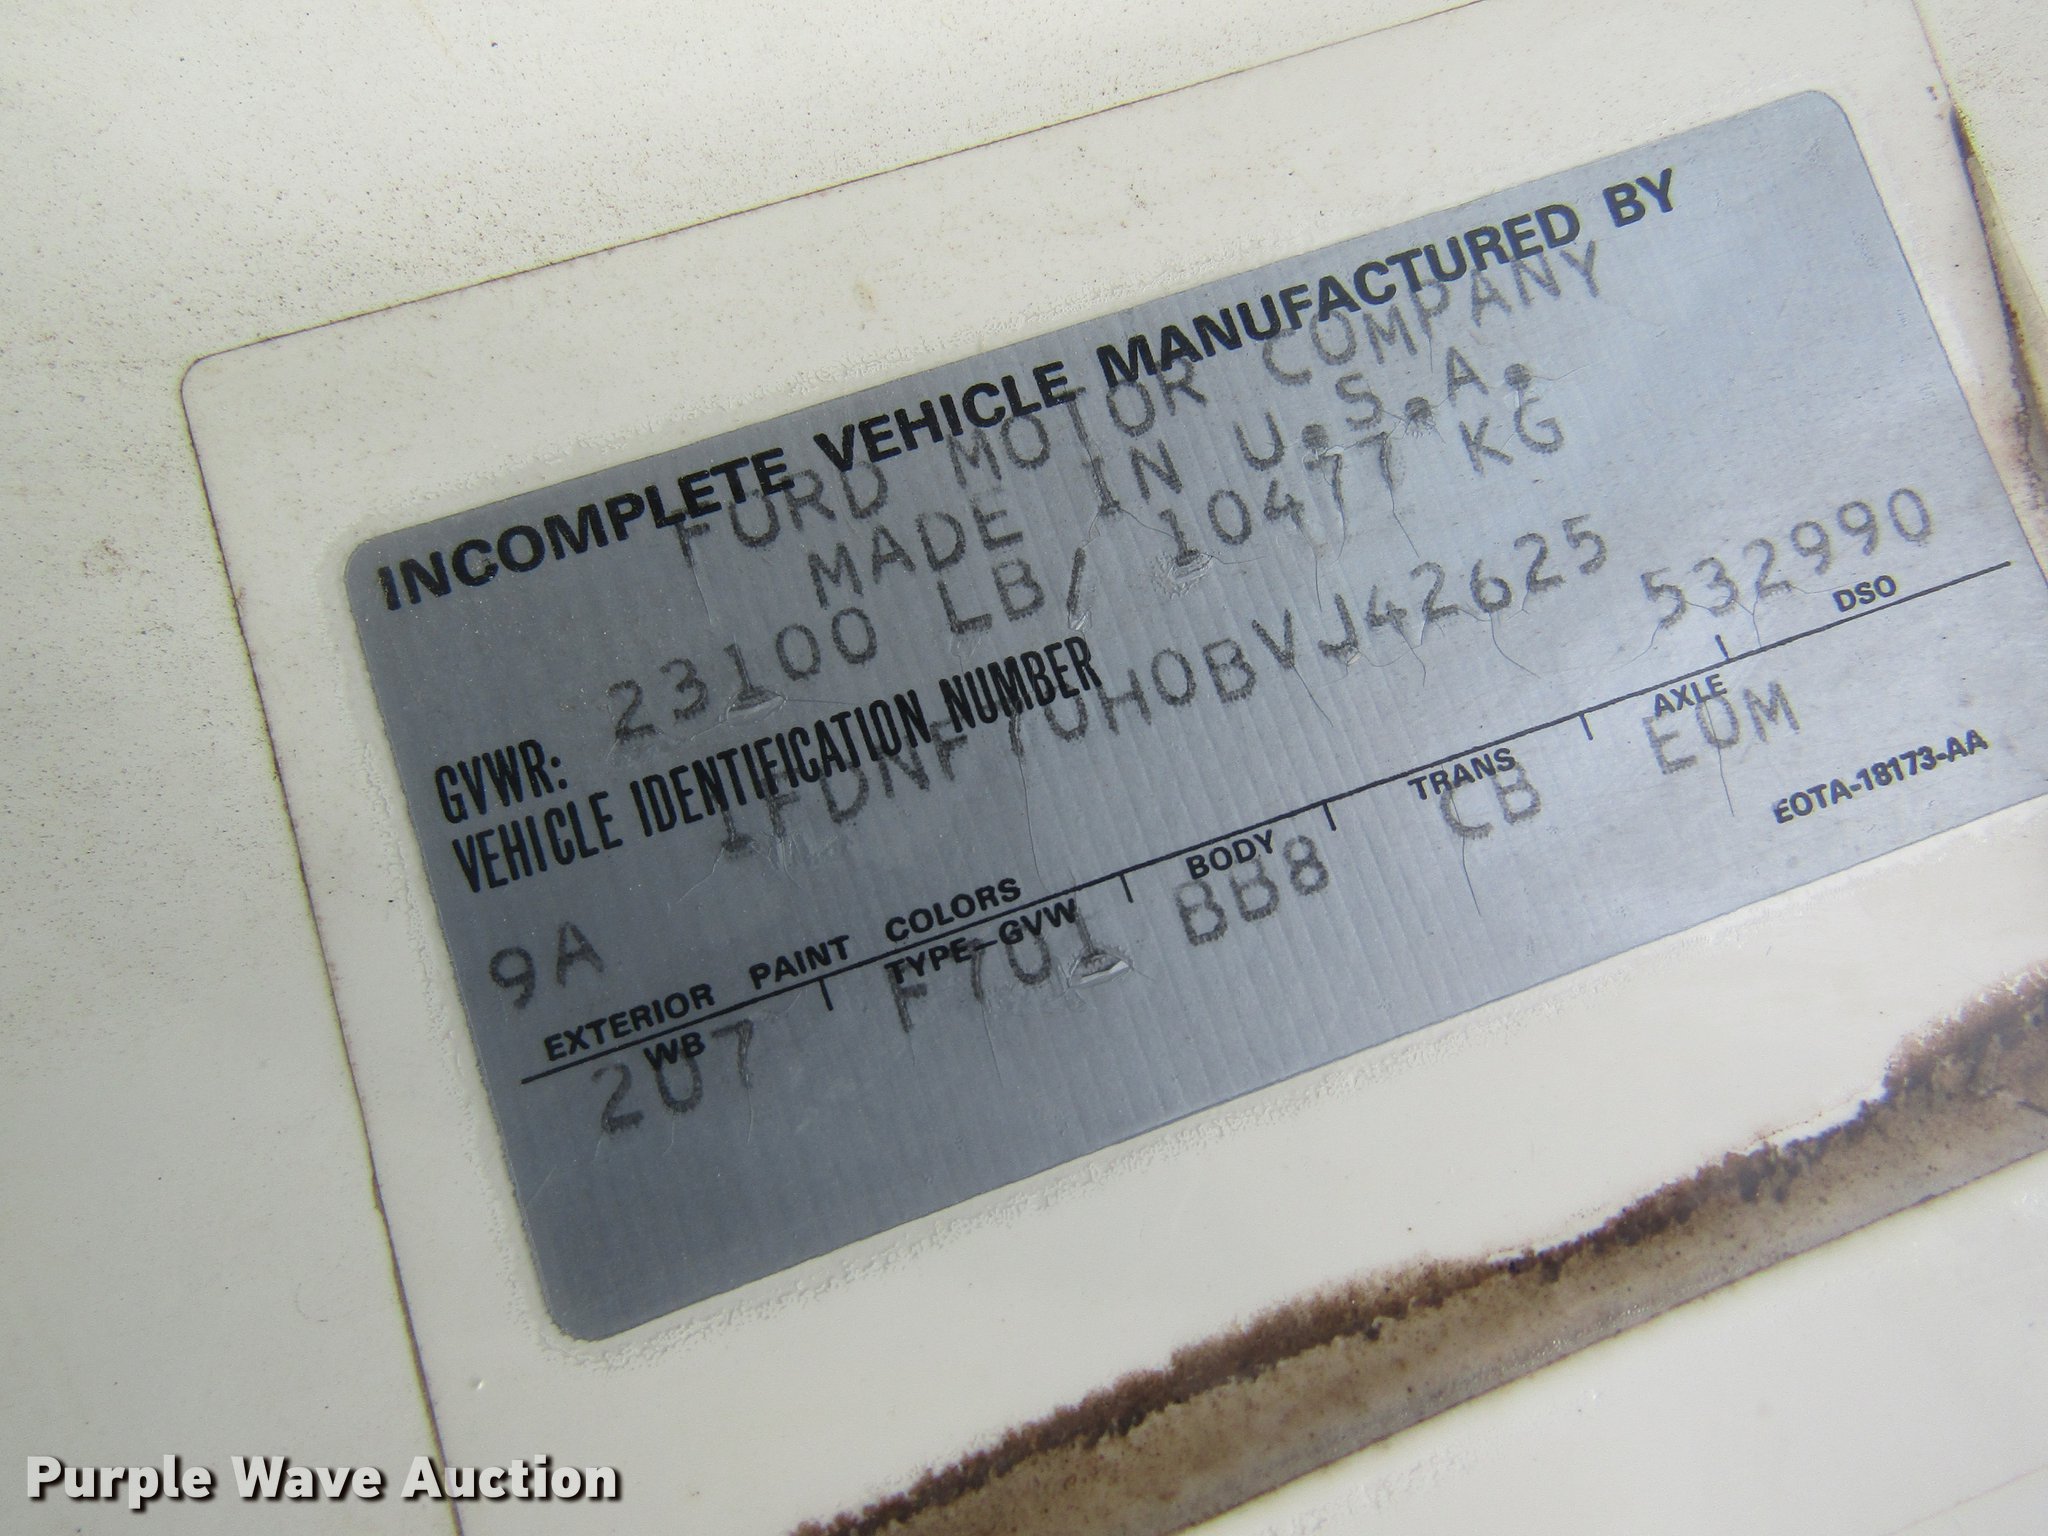 INCOMPLETE VEHICLE MANUFACTURED BY
FORD MOTOR COMPANY
MADE IN U.S.A.
GVWR: 23100 LB/ 10477 KG
VEHICLE IDENTIFICATION NUMBER
1FDNF70H0BVJ42625 532990
9A
EXTERIOR PAINT COLORS DSO
WB TYPE-GVW BODY TRANS AXLE
207 F701 BB8 CB E0M
EOTA-18173-AA
Purple Wave Auction